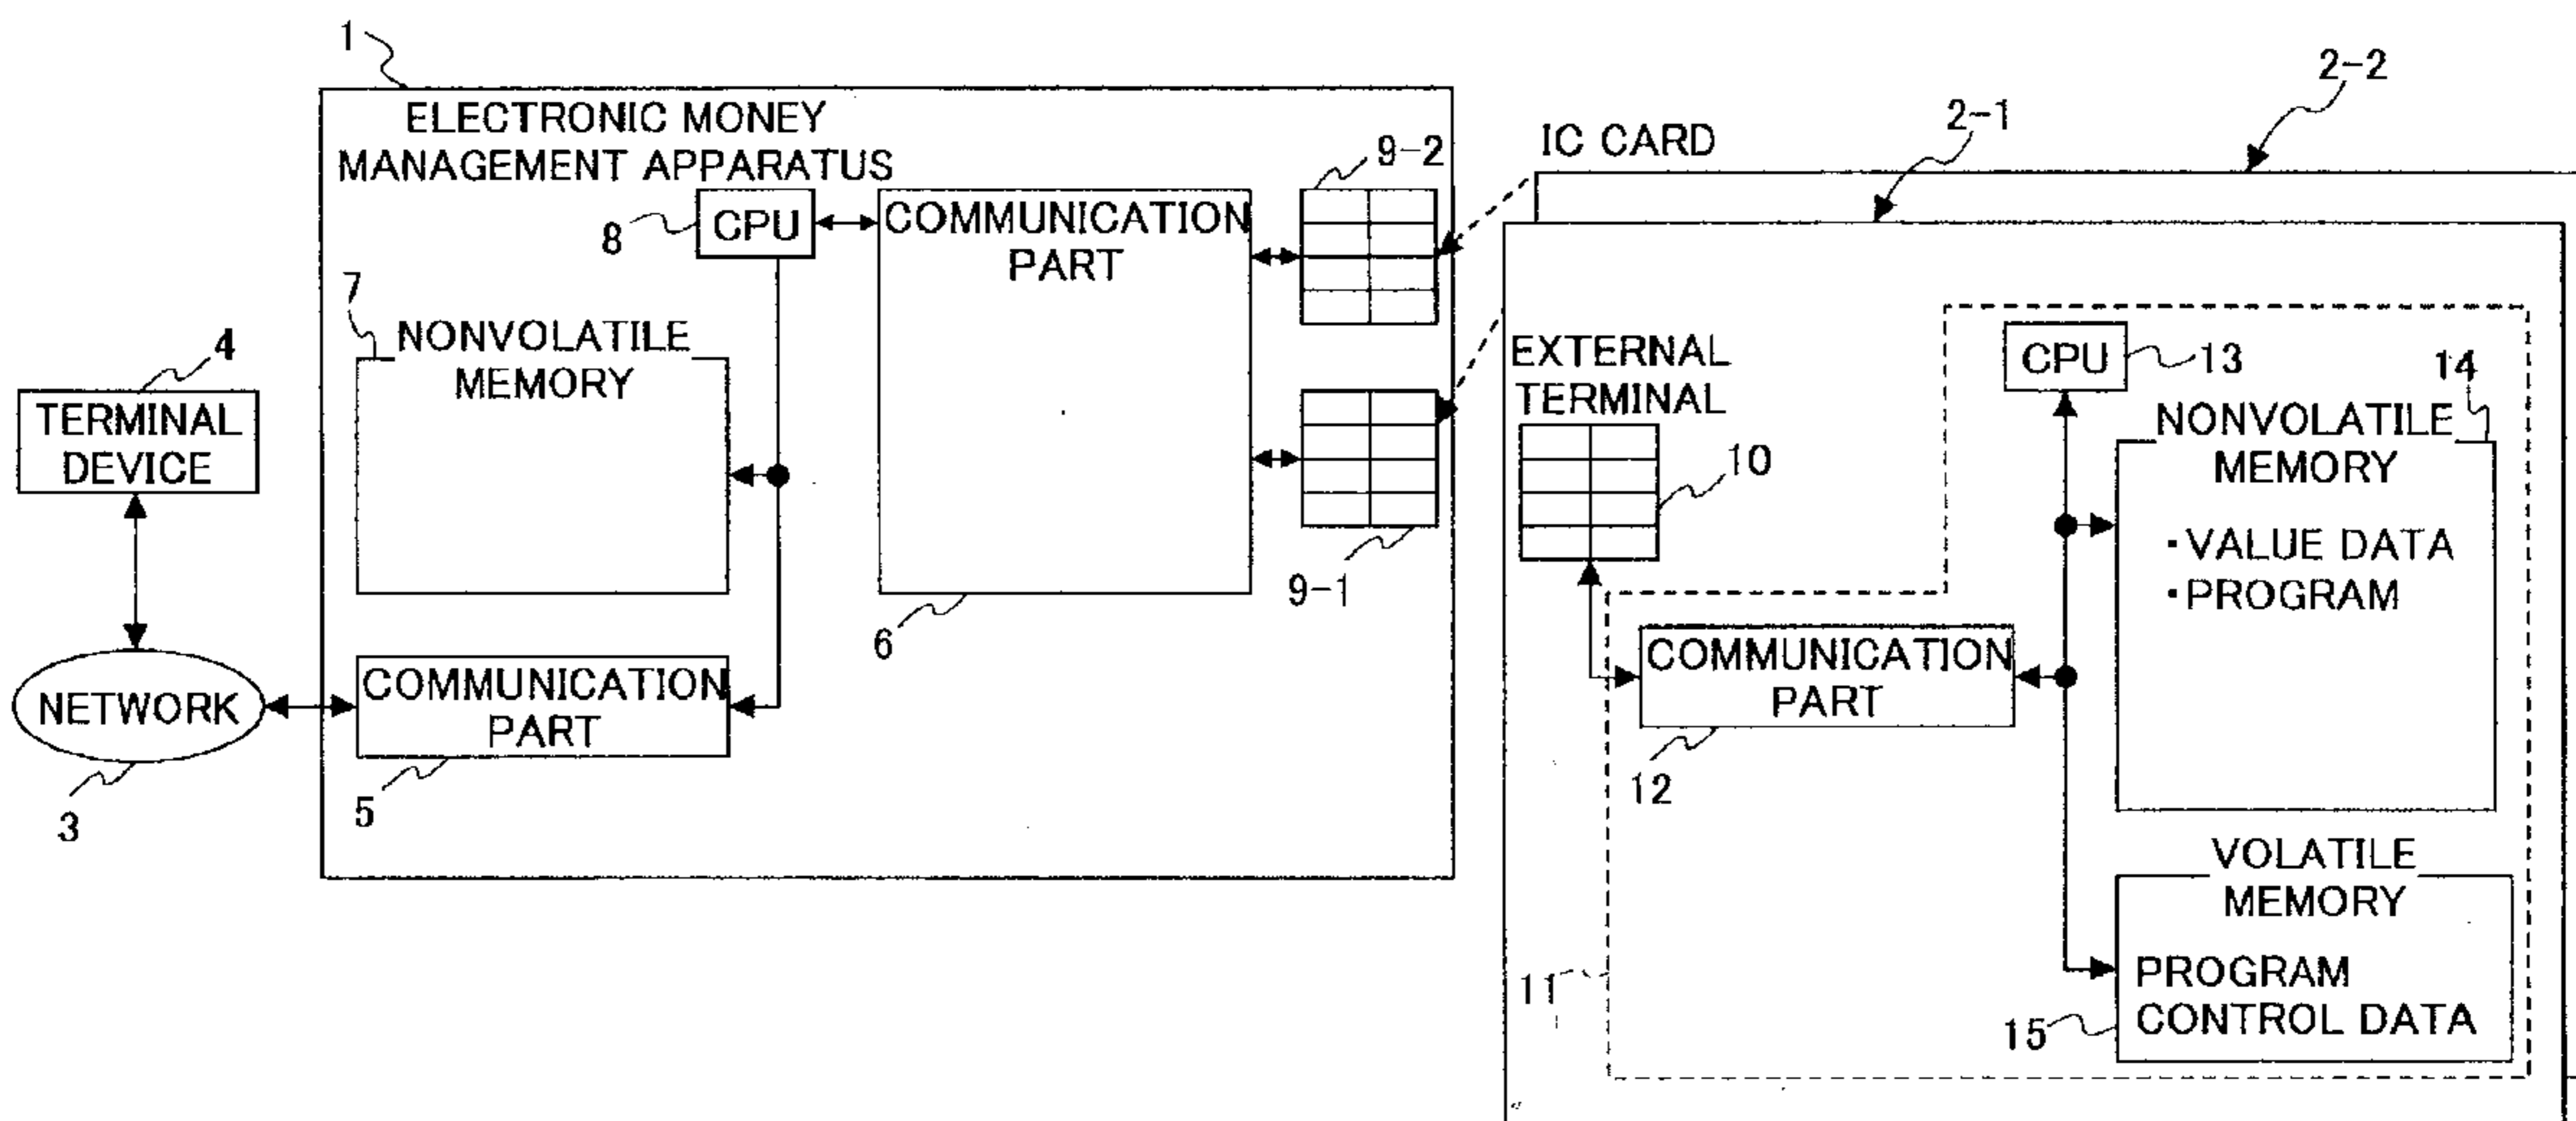 1
ELECTRONIC MONEY
MANAGEMENT APPARATUS
8
CPU
COMMUNICATION
PART
6
9-2
9-1
7
NONVOLATILE
MEMORY
COMMUNICATION
PART
5
4
TERMINAL
DEVICE
NETWORK
3
IC CARD
2-1
2-2
EXTERNAL
TERMINAL
10
CPU
13
14
NONVOLATILE
MEMORY
・VALUE DATA
・PROGRAM
COMMUNICATION
PART
12
11
VOLATILE
MEMORY
PROGRAM
CONTROL DATA
15